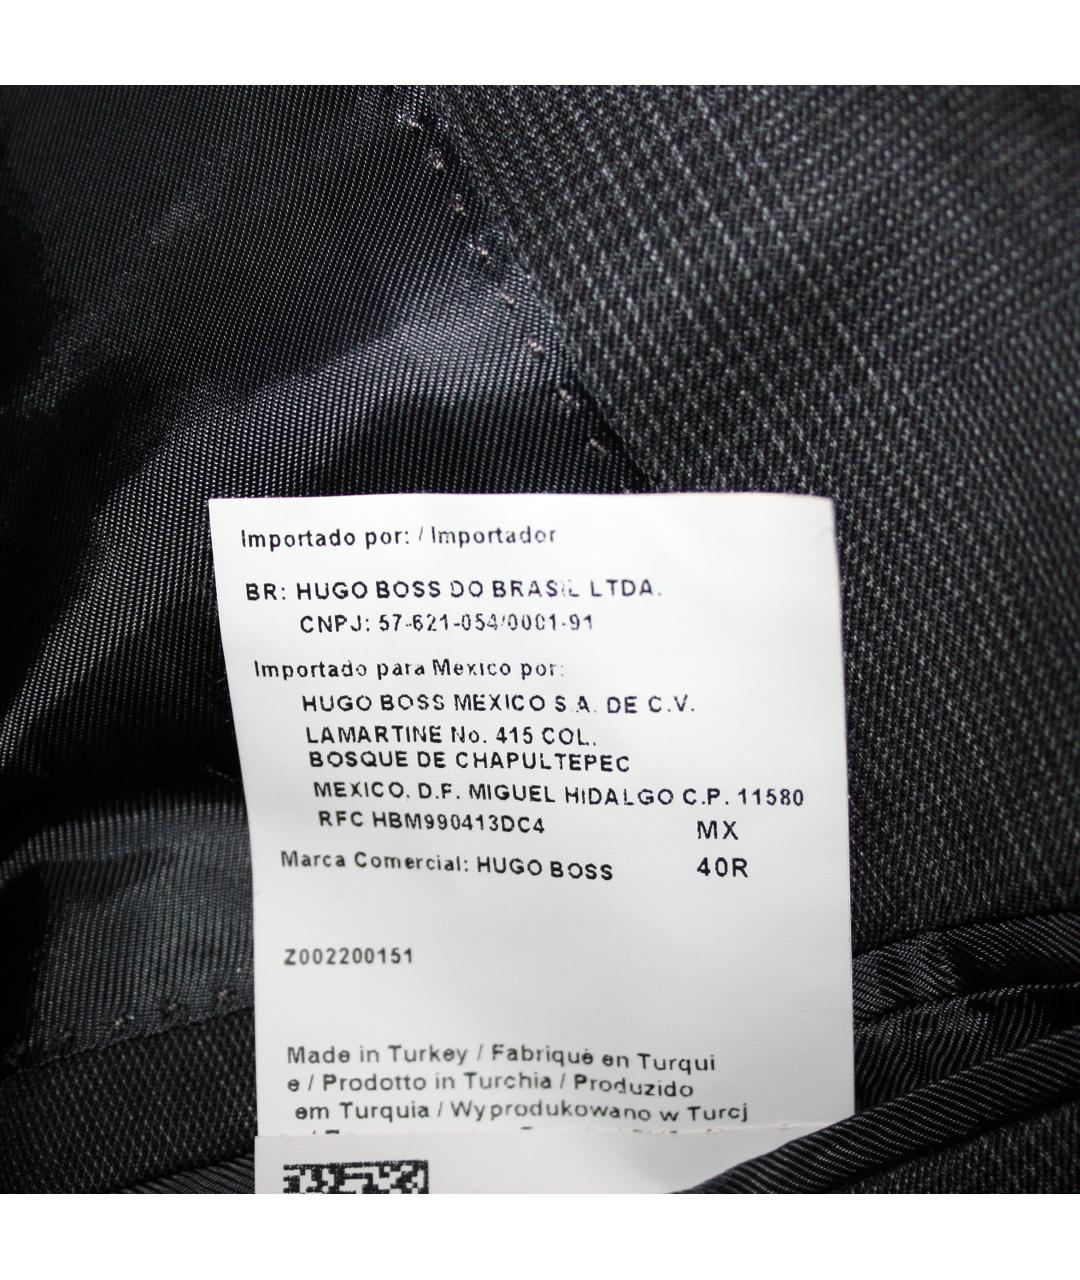 Importado por: / Importador
BR: HUGO BOSS DO BRASIL LTDA.
CNPJ: 57-621-054/0001-91
Importado para Mexico por:
HUGO BOSS MEXICO S.A. DE C.V.
LAMARTINE No. 415 COL.
BOSQUE DE CHAPULTEPEC
MEXICO, D.F. MIGUEL HIDALGO C.P. 11580
RFC HBM990413DC4 MX
Marca Comercial: HUGO BOSS 40R
Z002200151
Made in Turkey / Fabriqué en Turqui
e / Prodotto in Turchia / Produzido
em Turquia / Wyprodukowano w Turcj